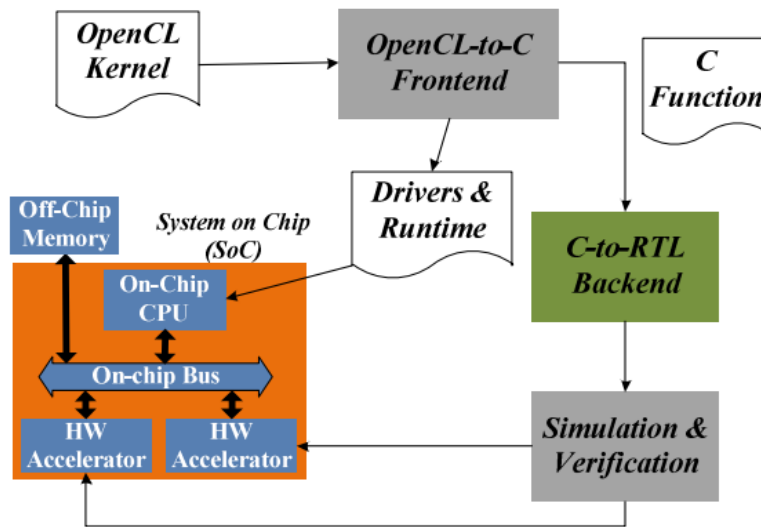 OpenCL
Kernel
OpenCL-to-C
Frontend
C
Function
Drivers &
Runtime
System on Chip
(SoC)
Off-Chip
Memory
On-Chip
CPU
C-to-RTL
Backend
On-chip Bus
HW
Accelerator
HW
Accelerator
Simulation &
Verification